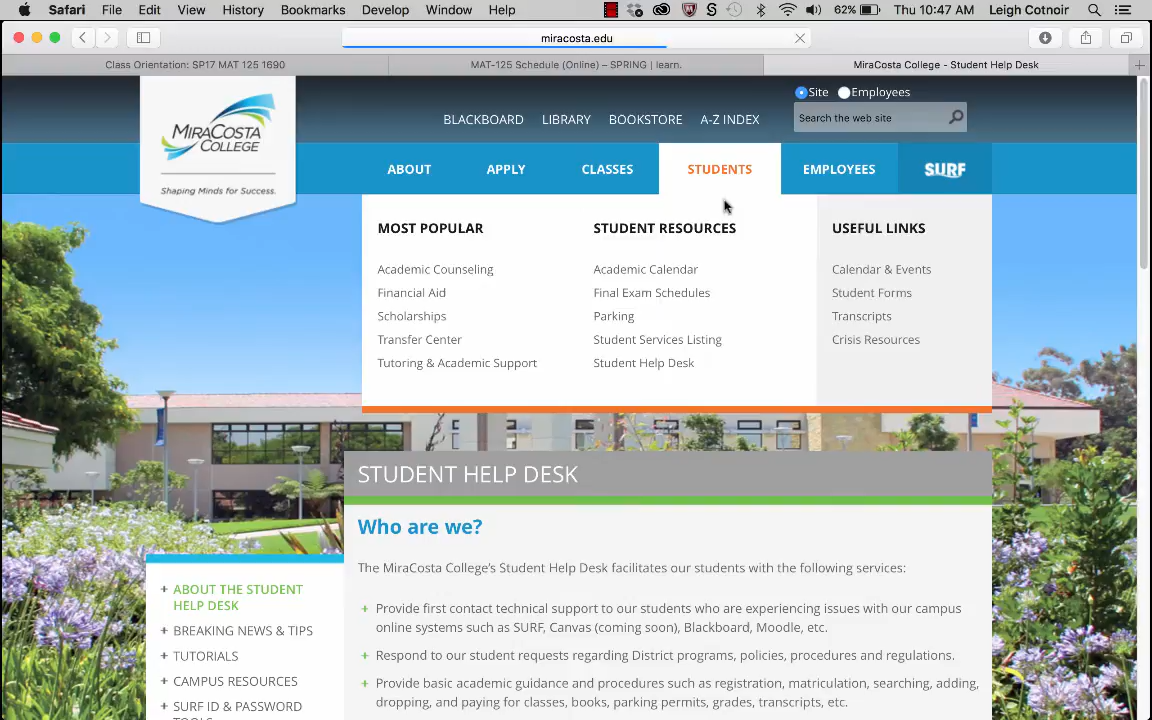 Safari File Edit View History Bookmarks Develop Window Help 62% Thu 10:47 AM Leigh Cotnoir
miracosta.edu
Class Orientation: SP17 MAT 125 1690
MAT-125 Schedule (Online) – SPRING | learn.
MiraCosta College - Student Help Desk
MIRACOSTA
COLLEGE
Shaping Minds for Success.
Site Employees
BLACKBOARD LIBRARY BOOKSTORE A-Z INDEX
Search the web site
ABOUT APPLY CLASSES STUDENTS EMPLOYEES SURF
MOST POPULAR
Academic Counseling
Financial Aid
Scholarships
Transfer Center
Tutoring & Academic Support
STUDENT RESOURCES
Academic Calendar
Final Exam Schedules
Parking
Student Services Listing
Student Help Desk
USEFUL LINKS
Calendar & Events
Student Forms
Transcripts
Crisis Resources
STUDENT HELP DESK
Who are we?
The MiraCosta College's Student Help Desk facilitates our students with the following services:
+ Provide first contact technical support to our students who are experiencing issues with our campus
online systems such as SURF, Canvas (coming soon), Blackboard, Moodle, etc.
+ Respond to our student requests regarding District programs, policies, procedures and regulations.
+ Provide basic academic guidance and procedures such as registration, matriculation, searching, adding,
dropping, and paying for classes, books, parking permits, grades, transcripts, etc.
+ ABOUT THE STUDENT
HELP DESK
+ BREAKING NEWS & TIPS
+ TUTORIALS
+ CAMPUS RESOURCES
+ SURF ID & PASSWORD
TOOLS